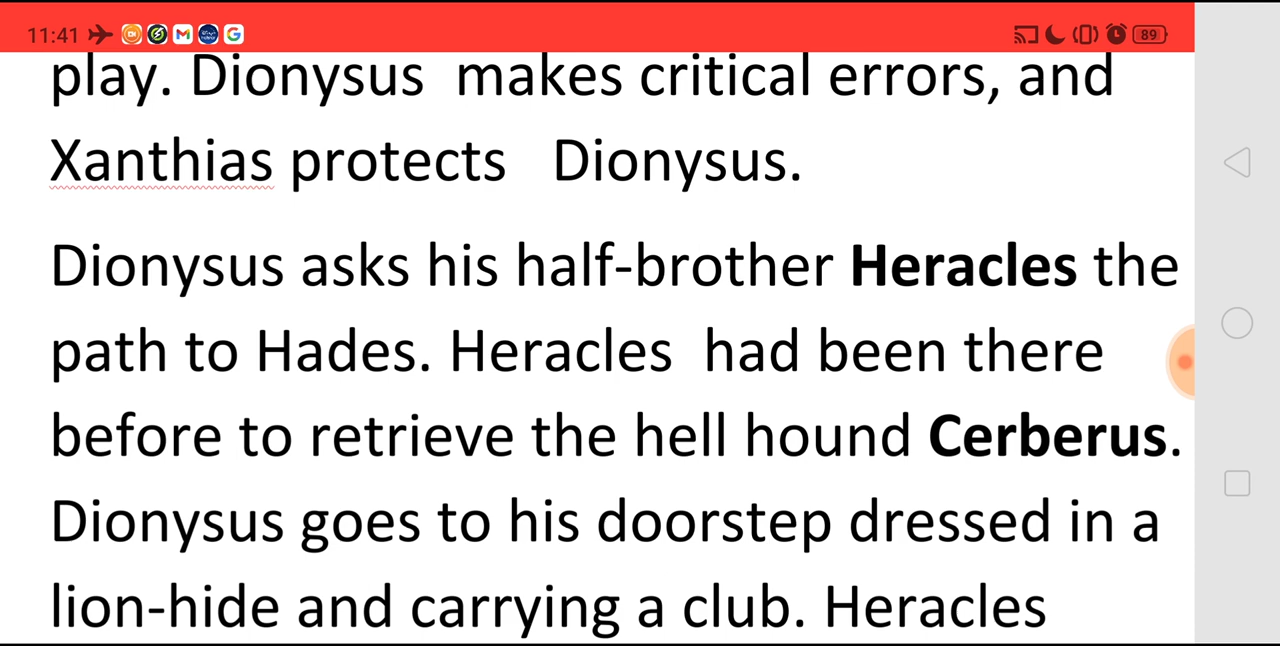 11:41
89
play. Dionysus  makes critical errors, and
Xanthias protects   Dionysus.
Dionysus asks his half-brother Heracles the
path to Hades. Heracles  had been there
before to retrieve the hell hound Cerberus.
Dionysus goes to his doorstep dressed in a
lion-hide and carrying a club. Heracles